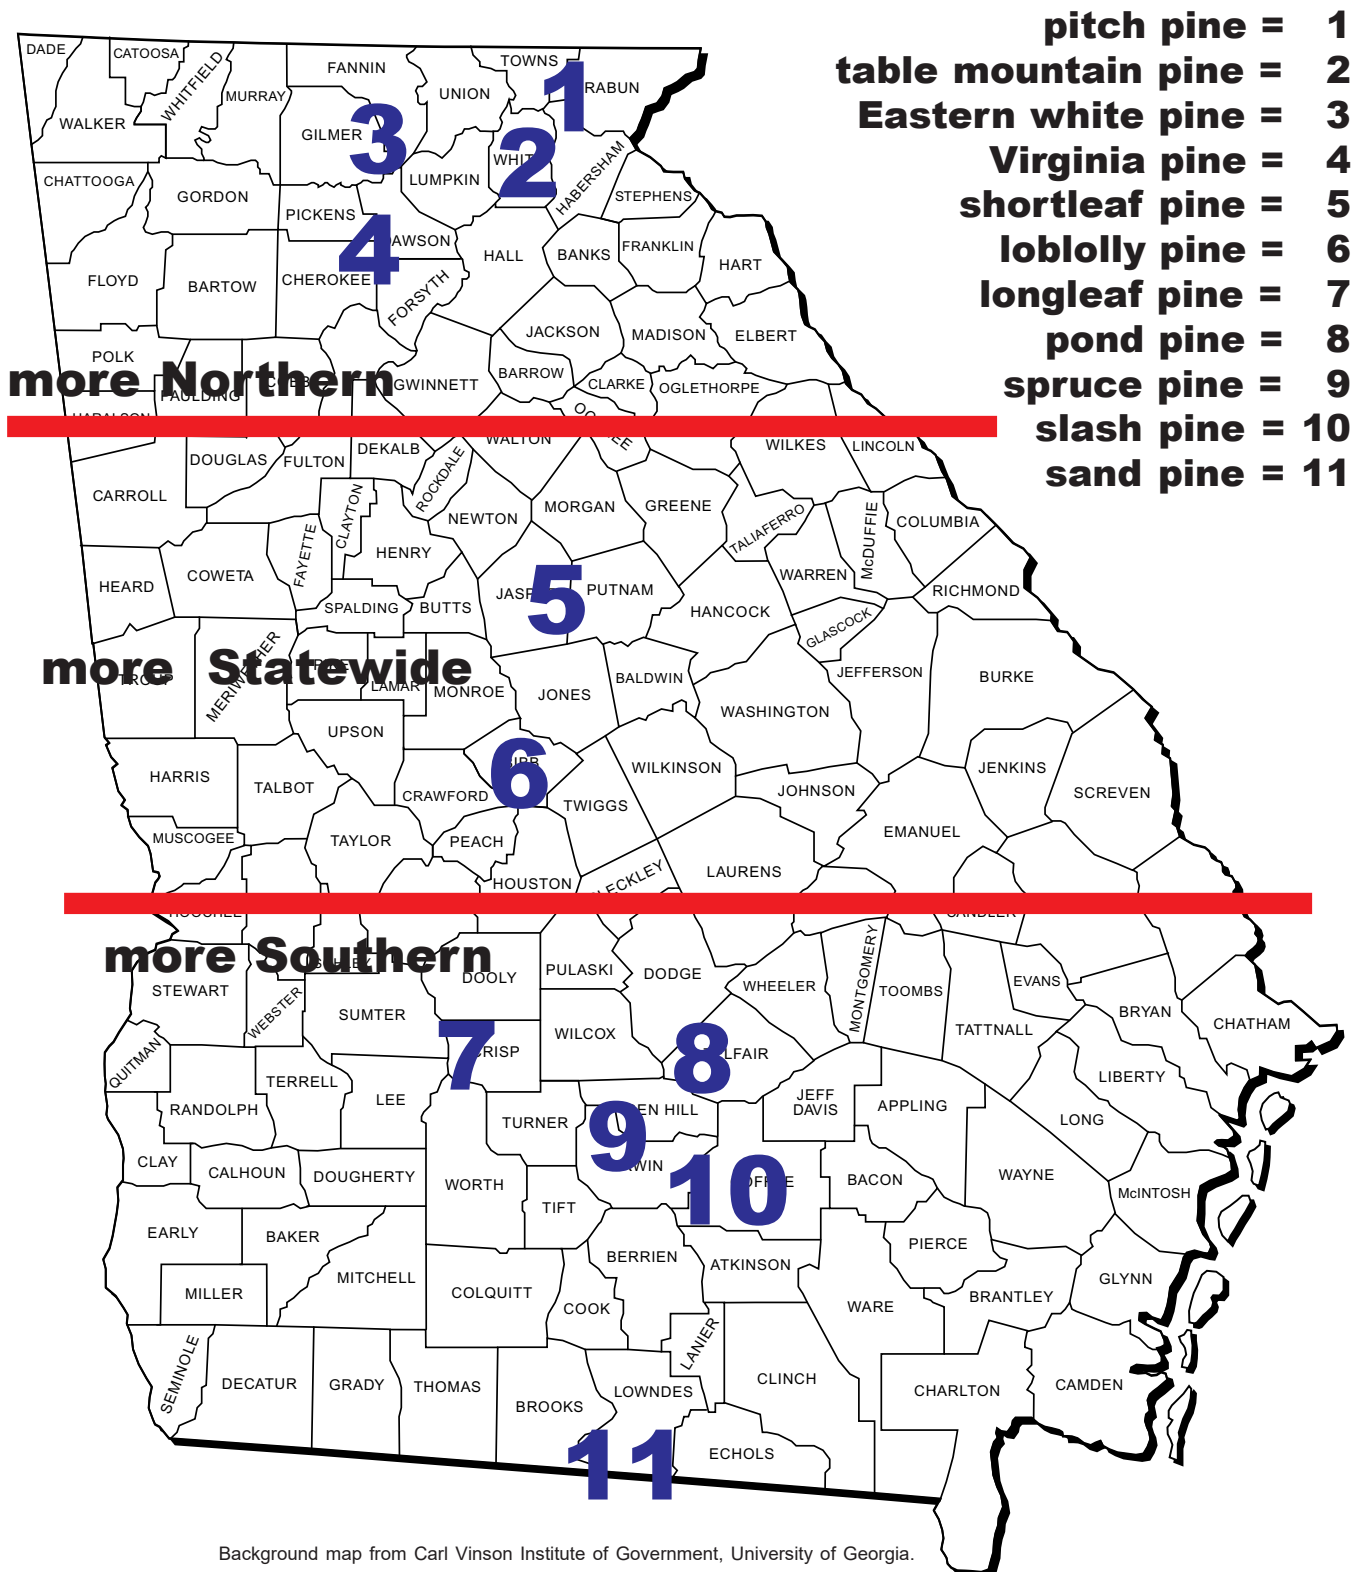 pitch pine = 1
table mountain pine = 2
Eastern white pine = 3
Virginia pine = 4
shortleaf pine = 5
loblolly pine = 6
longleaf pine = 7
pond pine = 8
spruce pine = 9
slash pine = 10
sand pine = 11
DADE
CATOOSA
WHITFIELD
MURRAY
FANNIN
UNION
TOWNS
RABUN
1
WALKER
GILMER
3
LUMPKIN
2
HABERSHAM
STEPHENS
CHATTOOGA
GORDON
PICKENS
4
HALL
BANKS
FRANKLIN
HART
FLOYD
BARTOW
CHEROKEE
FORSYTH
JACKSON
MADISON
ELBERT
POLK
more Northern
PAULDING
GWINNETT
BARROW
CLARKE
OGLETHORPE
WALTON
WILKES
LINCOLN
CARROLL
DOUGLAS
FULTON
DEKALB
ROCKDALE
NEWTON
MORGAN
GREENE
TALIAFERRO
McDUFFIE
COLUMBIA
HEARD
COWETA
FAYETTE
CLAYTON
HENRY
SPALDING
BUTTS
5
PUTNAM
HANCOCK
WARREN
GLASCOCK
RICHMOND
more Statewide
TROUP
MERIWETHER
LAMAR
MONROE
JONES
BALDWIN
WASHINGTON
JEFFERSON
BURKE
UPSON
HARRIS
TALBOT
CRAWFORD
6
TWIGGS
WILKINSON
JOHNSON
JENKINS
SCREVEN
MUSCOGEE
TAYLOR
PEACH
HOUSTON
LAURENS
EMANUEL
more Southern
STEWART
WEBSTER
SUMTER
DOOLY
PULASKI
DODGE
WHEELER
MONTGOMERY
TOOMBS
TATTNALL
EVANS
BRYAN
CHATHAM
QUITMAN
7
CRISP
WILCOX
8
RANDOLPH
TERRELL
LEE
TURNER
9
JEFF
DAVIS
APPLING
LONG
LIBERTY
CLAY
CALHOUN
DOUGHERTY
WORTH
TIFT
10
BACON
WAYNE
McINTOSH
EARLY
BAKER
MITCHELL
BERRIEN
ATKINSON
PIERCE
GLYNN
MILLER
COLQUITT
COOK
WARE
BRANTLEY
SEMINOLE
DECATUR
GRADY
THOMAS
BROOKS
LOWNDES
LANIER
CLINCH
CHARLTON
CAMDEN
11
ECHOLS
Background map from Carl Vinson Institute of Government, University of Georgia.